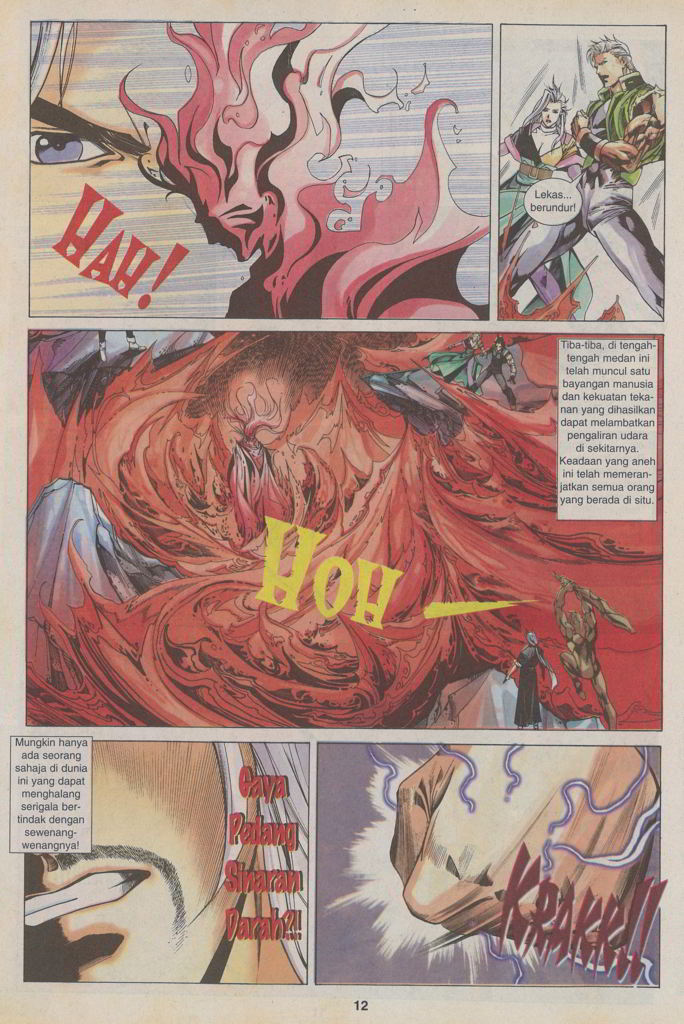 HAH!
Lekas...
berundur!
Tiba-tiba, di tengah-
tengah medan ini
telah muncul satu
bayangan manusia
dan kekuatan teka-
nan yang dihasilkan
dapat melambatkan
pengaliran udara
di sekitarnya.
Keadaan yang aneh
ini telah memeran-
jatkan semua orang
yang berada di situ.
HOH
Mungkin hanya
ada seorang
sahaja di dunia
ini yang dapat
menghalang
serigala ber-
tindak dengan
sewenang-
wenangnya!
Gaya
Pedang
Sinaran
Darah?!!
KRAKK!!
12